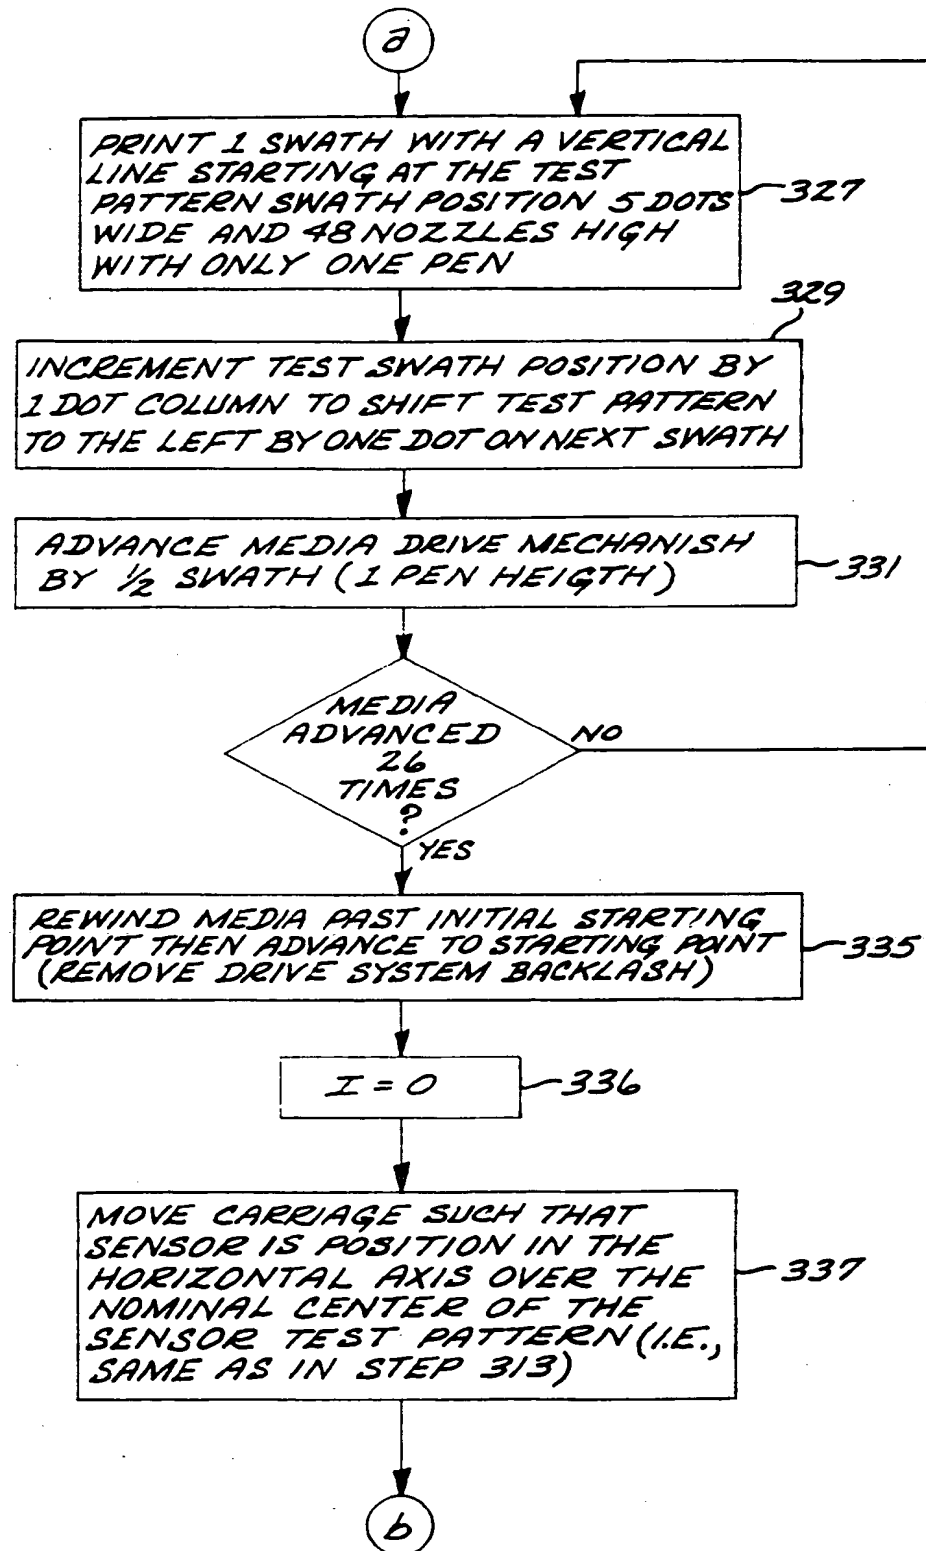 a
PRINT 1 SWATH WITH A VERTICAL
LINE STARTING AT THE TEST
PATTERN SWATH POSITION 5 DOTS
WIDE AND 48 NOZZLES HIGH
WITH ONLY ONE PEN
327
329
INCREMENT TEST SWATH POSITION BY
1 DOT COLUMN TO SHIFT TEST PATTERN
TO THE LEFT BY ONE DOT ON NEXT SWATH
ADVANCE MEDIA DRIVE MECHANISH
BY 1/2 SWATH (1 PEN HEIGTH)
331
MEDIA
ADVANCED
26
TIMES
?
NO
YES
REWIND MEDIA PAST INITIAL STARTING
POINT THEN ADVANCE TO STARTING POINT
(REMOVE DRIVE SYSTEM BACKLASH)
335
I = 0
336
MOVE CARRIAGE SUCH THAT
SENSOR IS POSITION IN THE
HORIZONTAL AXIS OVER THE
NOMINAL CENTER OF THE
SENSOR TEST PATTERN (I.E.,
SAME AS IN STEP 313)
337
b